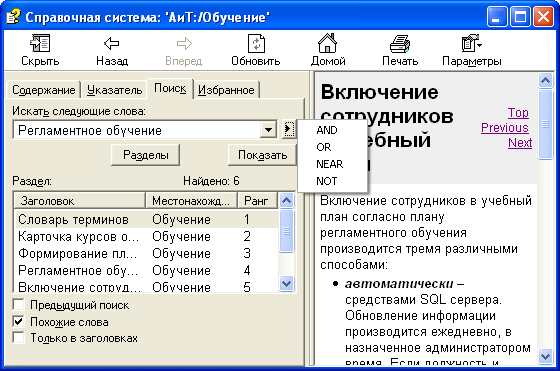 Справочная система: 'АиТ:/Обучение'
Скрыть Назад Вперед Обновить Домой Печать Параметры
Содержание Указатель Поиск Избранное
Искать следующие слова:
Регламентное обучение
AND
OR
NEAR
NOT
Разделы Показать
Раздел: Найдено: 6
Заголовок Местонахожд... Ранг
Словарь терминов Обучение 1
Карточка курсов о... Обучение 2
Формирование пл... Обучение 3
Регламентное обу... Обучение 4
Включение сотруд... Обучение 5
Предыдущий поиск
Похожие слова
Только в заголовках
Включение
сотрудников
учебный
Top
Previous
Next
Включение сотрудников в учебный
план согласно плану
регламентного обучения
производится тремя различными
способами:
• автоматически –
средствами SQL сервера.
Обновление информации
производится ежедневно, в
назначенное администратором
время. Если должность и